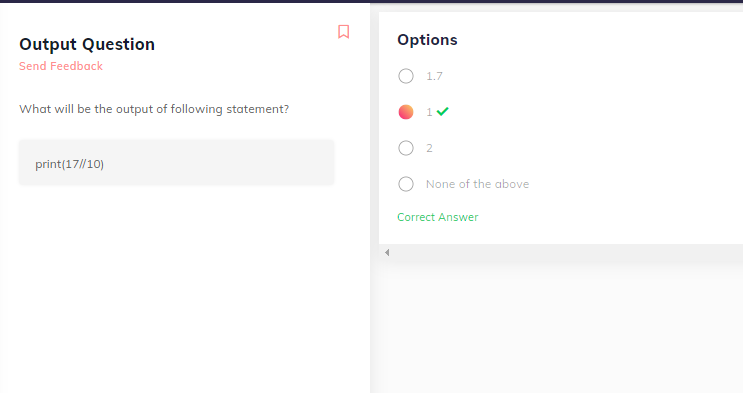 Output Question
Send Feedback
What will be the output of following statement?
print(17//10)
Options
1.7
1
2
None of the above
Correct Answer